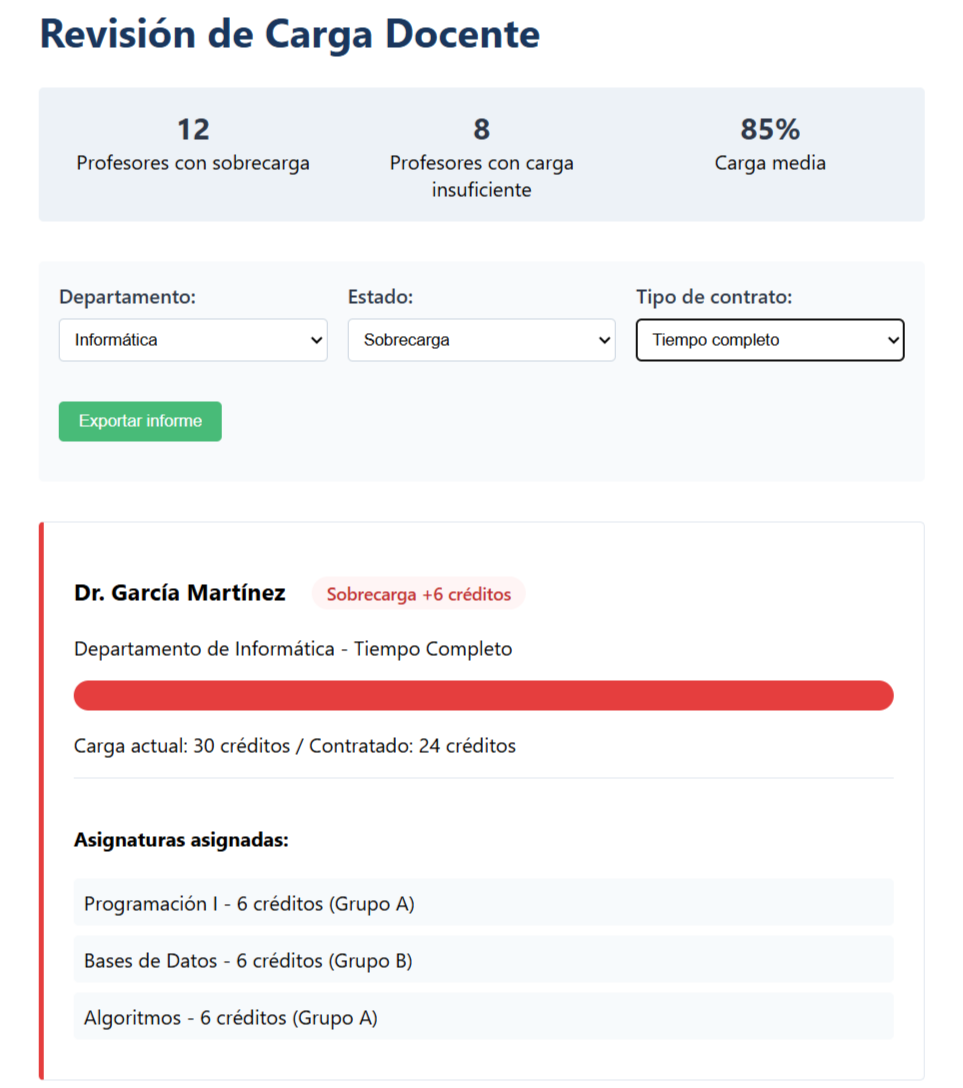 Revisión de Carga Docente
12
Profesores con sobrecarga
8
Profesores con carga
insuficiente
85%
Carga media
Departamento:
Informática
Estado:
Sobrecarga
Tipo de contrato:
Tiempo completo
Exportar informe
Dr. García Martínez
Sobrecarga +6 créditos
Departamento de Informática - Tiempo Completo
Carga actual: 30 créditos / Contratado: 24 créditos
Asignaturas asignadas:
Programación I - 6 créditos (Grupo A)
Bases de Datos - 6 créditos (Grupo B)
Algoritmos - 6 créditos (Grupo A)